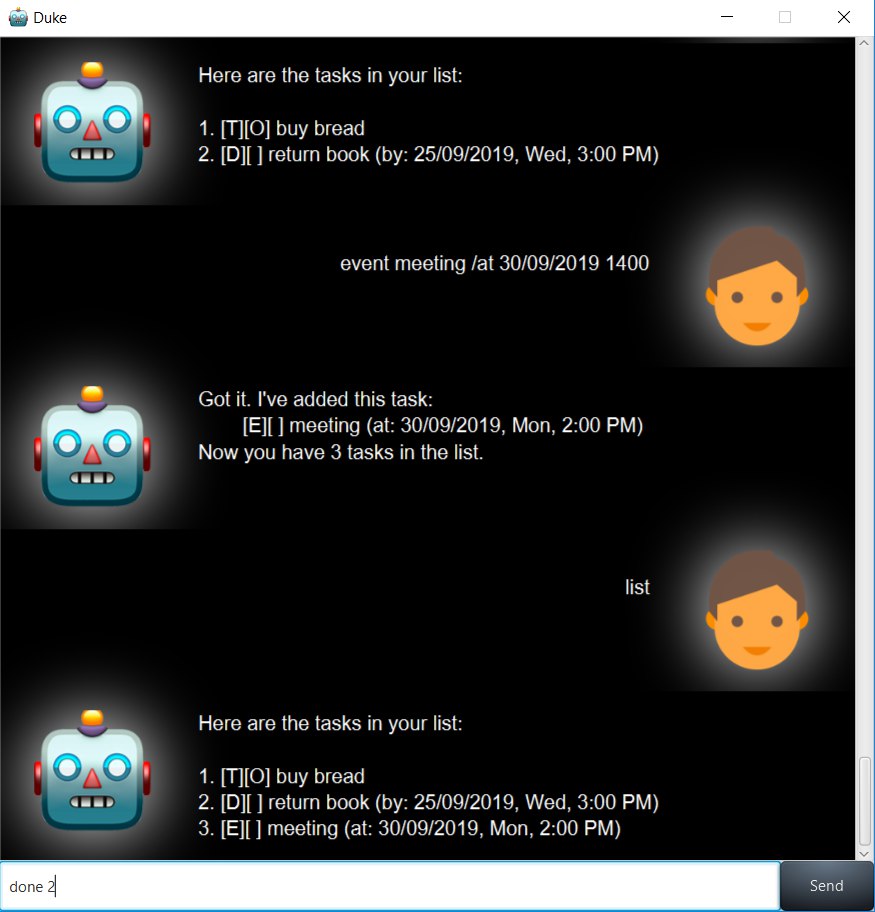 Duke
Here are the tasks in your list:
1. [T][O] buy bread
2. [D][ ] return book (by: 25/09/2019, Wed, 3:00 PM)
event meeting /at 30/09/2019 1400
Got it. I've added this task:
[E][ ] meeting (at: 30/09/2019, Mon, 2:00 PM)
Now you have 3 tasks in the list.
list
Here are the tasks in your list:
1. [T][O] buy bread
2. [D][ ] return book (by: 25/09/2019, Wed, 3:00 PM)
3. [E][ ] meeting (at: 30/09/2019, Mon, 2:00 PM)
done 2
Send